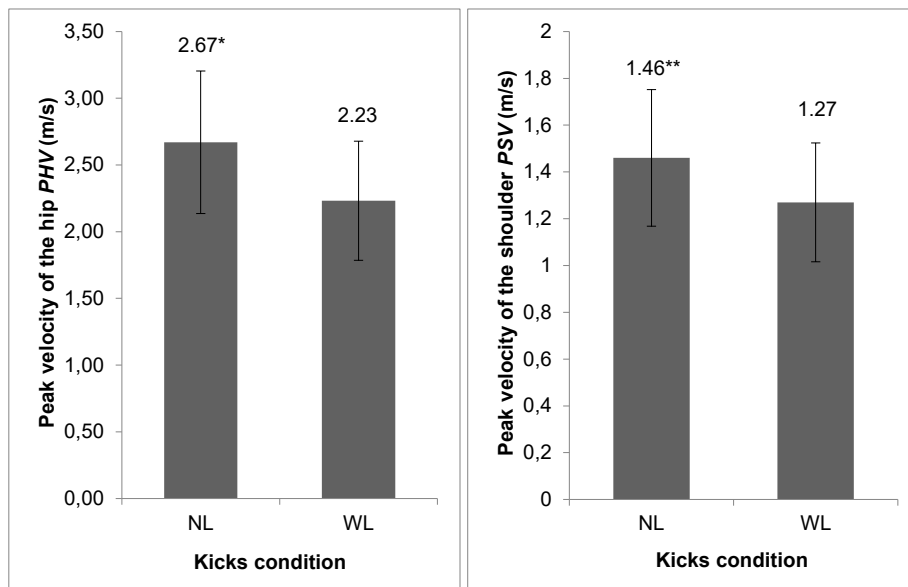 Peak velocity of the hip PHV (m/s)
3,50
3,00
2,50
2,00
1,50
1,00
0,50
0,00
2.67*
2.23
NL
WL
Kicks condition
Peak velocity of the shoulder PSV (m/s)
2
1,8
1,6
1,4
1,2
1
0,8
0,6
0,4
0,2
0
1.46**
1.27
NL
WL
Kicks condition